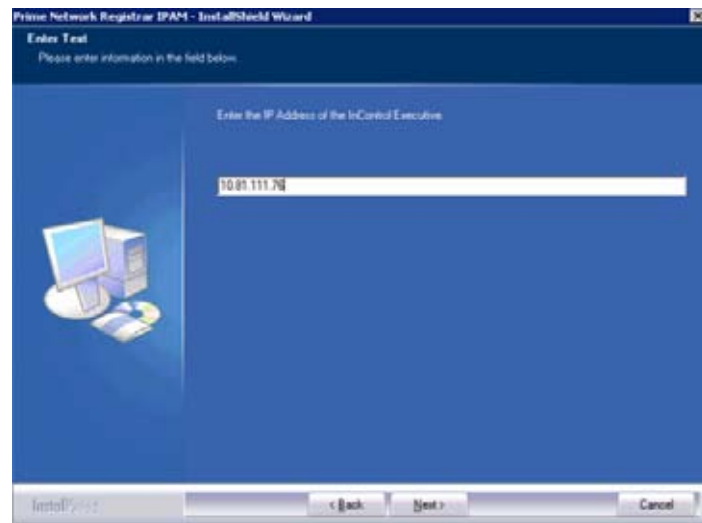 Prime Network Registrar IPAM - InstallShield Wizard
Enter Text
Please enter information in the field below.
Enter the IP Address of the InControl Executive
10.81.111.76
InstallShield
< Back
Next >
Cancel